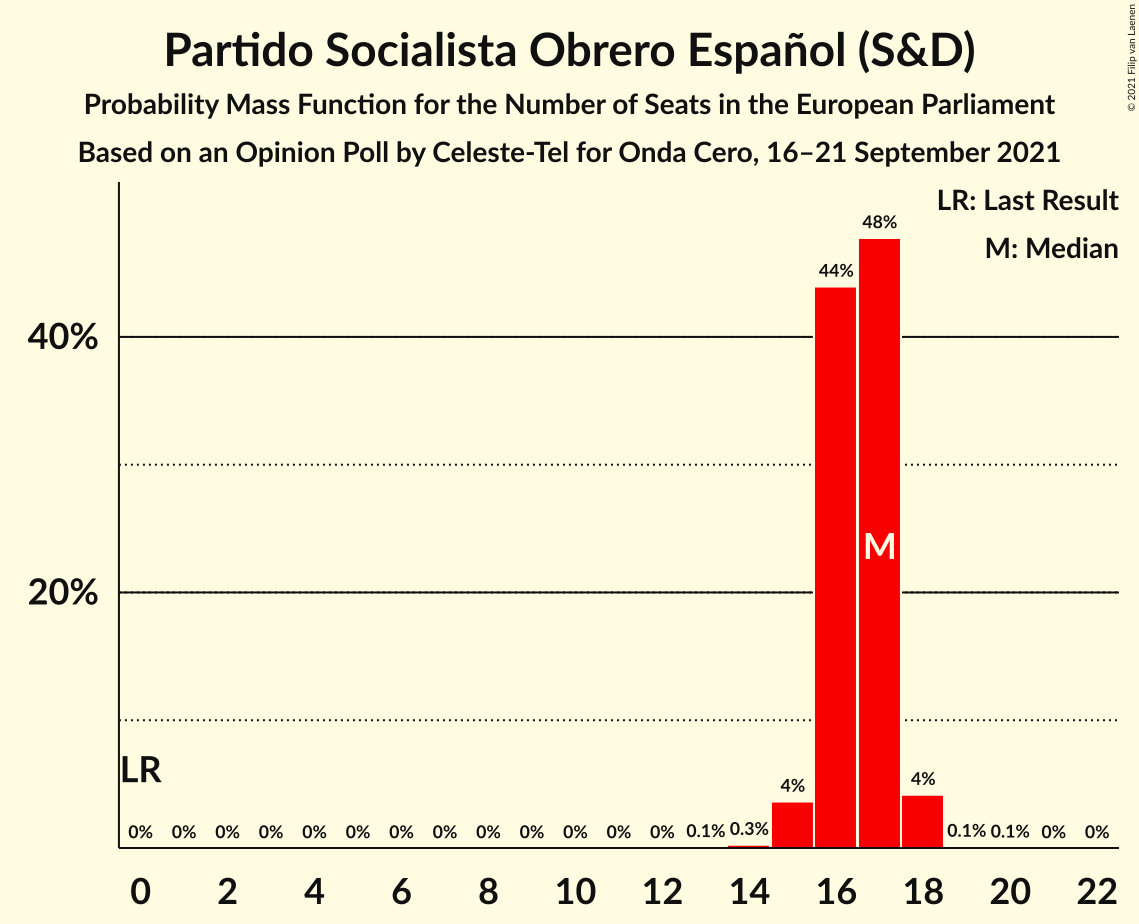 Partido Socialista Obrero Español (S&D)
Probability Mass Function for the Number of Seats in the European Parliament
Based on an Opinion Poll by Celeste-Tel for Onda Cero, 16–21 September 2021
© 2021 Filip van Laenen
LR: Last Result
M: Median
48%
44%
40%
M
20%
LR
4% 4%
0% 0% 0% 0% 0% 0% 0% 0% 0% 0% 0% 0% 0% 0.1% 0.3% 0.1% 0.1% 0% 0%
0 2 4 6 8 10 12 14 16 18 20 22